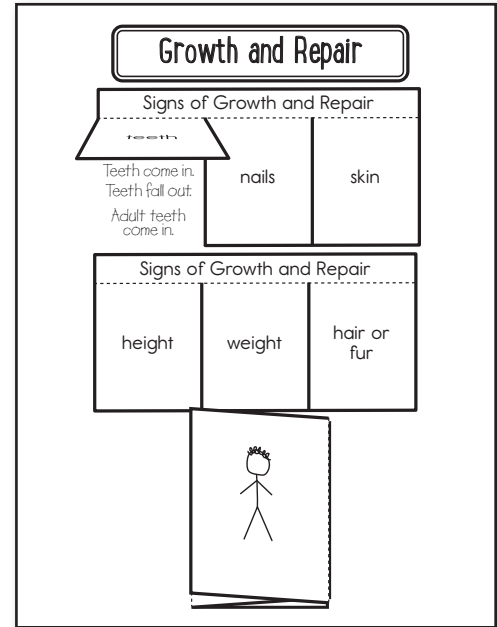 Growth and Repair
Signs of Growth and Repair
teeth
Teeth come in.
Teeth fall out.
Adult teeth
come in.
nails
skin
Signs of Growth and Repair
height
weight
hair or
fur